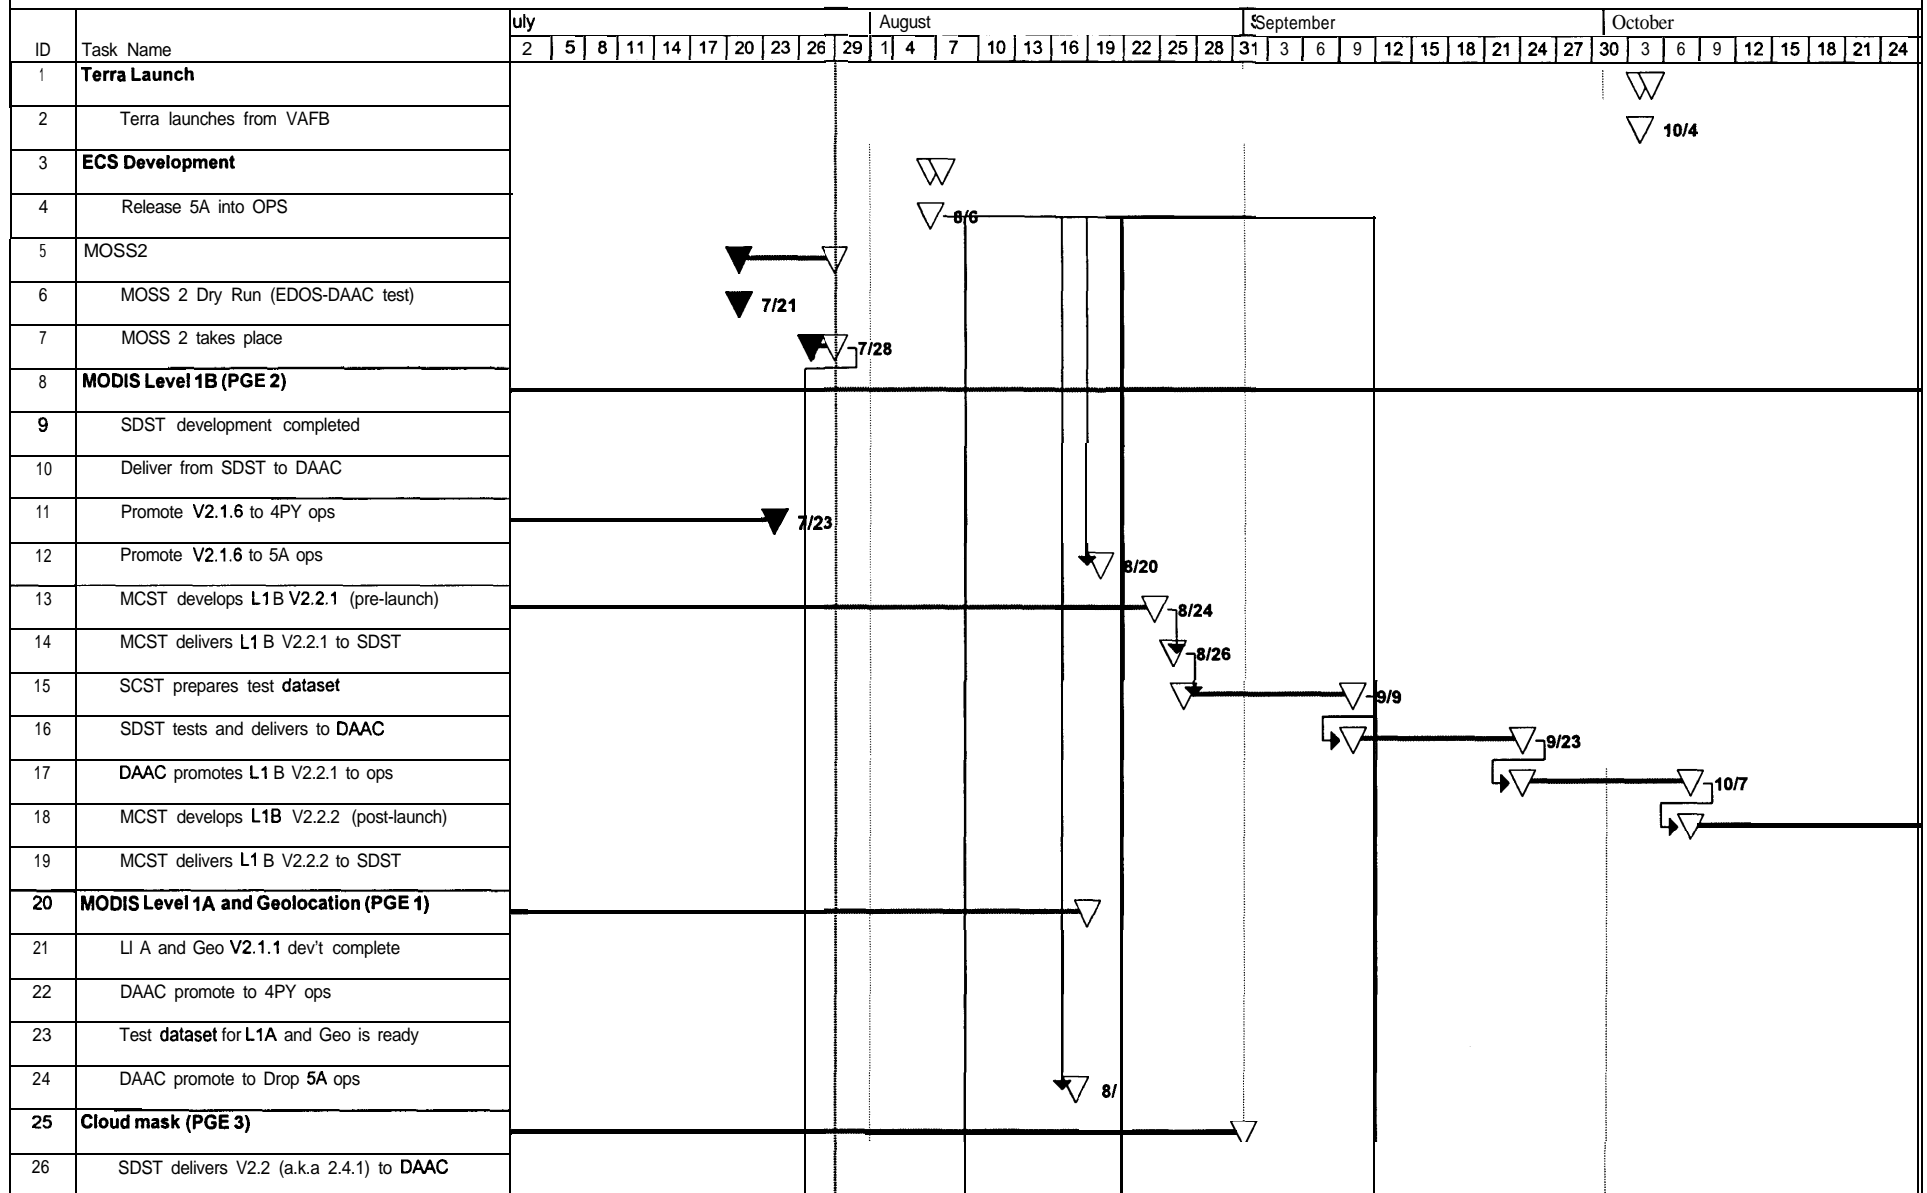 uly August September October
ID Task Name 2 5 8 11 14 17 20 23 26 29 1 4 7 10 13 16 19 22 25 28 31 3 6 9 12 15 18 21 24 27 30 3 6 9 12 15 18 21 24
1 Terra Launch
2 Terra launches from VAFB 10/4
3 ECS Development
4 Release 5A into OPS 8/6
5 MOSS2
6 MOSS 2 Dry Run (EDOS-DAAC test) 7/21
7 MOSS 2 takes place 7/28
8 MODIS Level 1B (PGE 2)
9 SDST development completed
10 Deliver from SDST to DAAC
11 Promote V2.1.6 to 4PY ops 7/23
12 Promote V2.1.6 to 5A ops 8/20
13 MCST develops L1B V2.2.1 (pre-launch) 8/24
14 MCST delivers L1 B V2.2.1 to SDST 8/26
15 SCST prepares test dataset 9/9
16 SDST tests and delivers to DAAC 9/23
17 DAAC promotes L1 B V2.2.1 to ops 10/7
18 MCST develops L1B V2.2.2 (post-launch)
19 MCST delivers L1 B V2.2.2 to SDST
20 MODIS Level 1A and Geolocation (PGE 1)
21 LI A and Geo V2.1.1 dev't complete
22 DAAC promote to 4PY ops
23 Test dataset for L1A and Geo is ready
24 DAAC promote to Drop 5A ops 8/
25 Cloud mask (PGE 3)
26 SDST delivers V2.2 (a.k.a 2.4.1) to DAAC